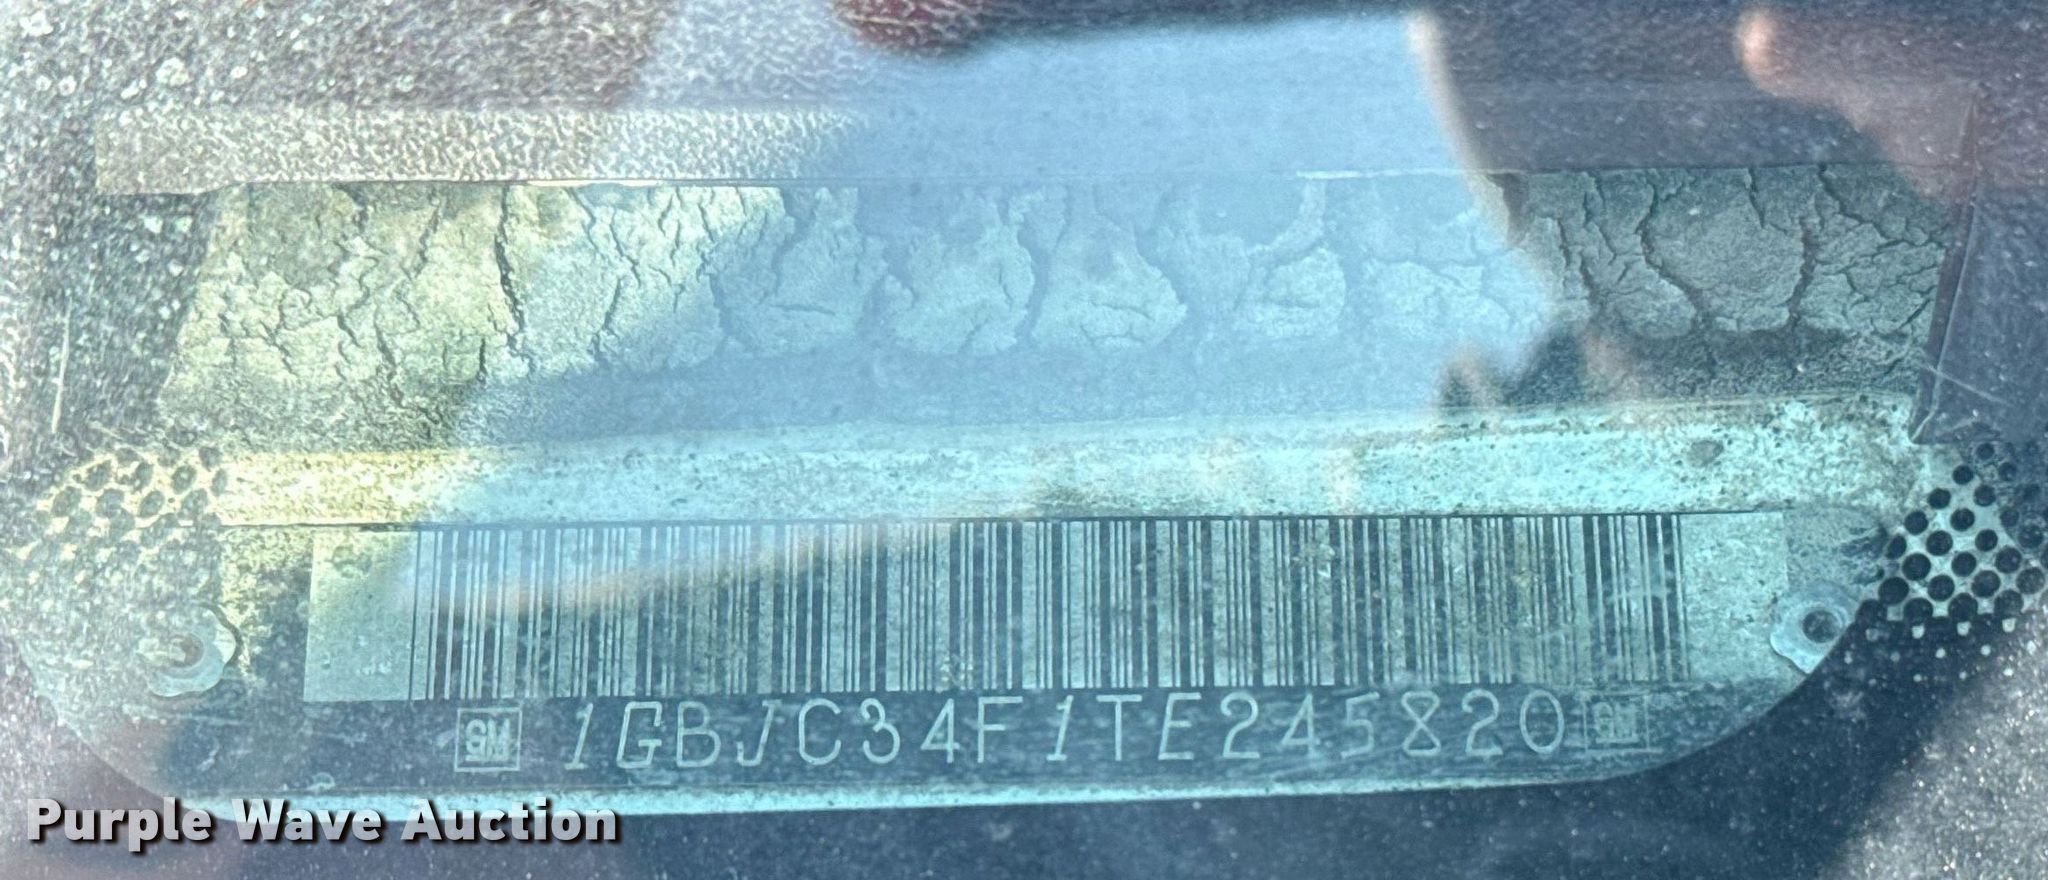 GM 1GBJC34F1TE245820 GM
Purple Wave Auction